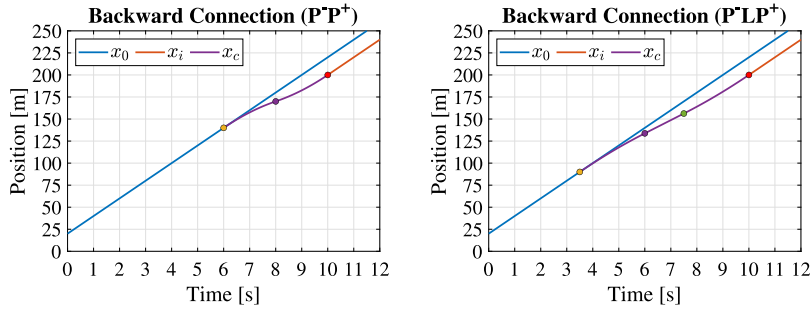 Backward Connection (P⁻P⁺)
250
225
200
175
150
125
100
75
50
25
0
Position [m]
x₀ xᵢ x_c
0 1 2 3 4 5 6 7 8 9 10 11 12
Time [s]
Backward Connection (P⁻LP⁺)
250
225
200
175
150
125
100
75
50
25
0
Position [m]
x₀ xᵢ x_c
0 1 2 3 4 5 6 7 8 9 10 11 12
Time [s]